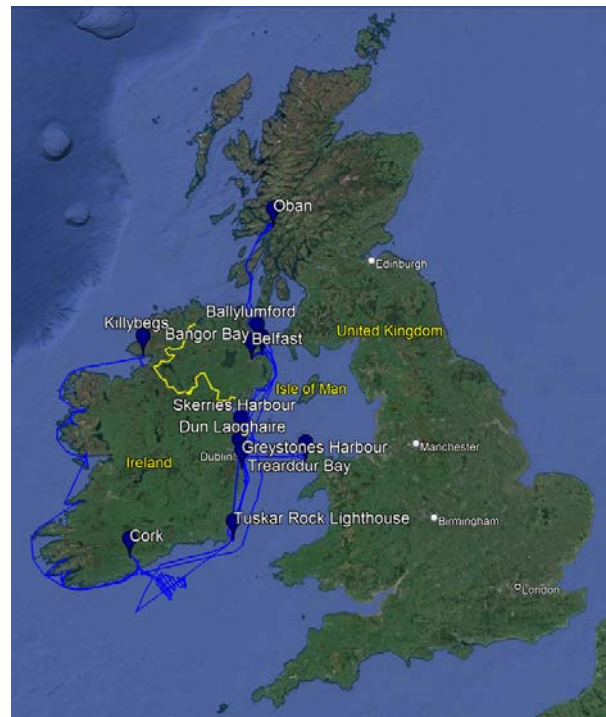 Oban
Edinburgh
Ballylumford
Killybegs
Bangor Bay
United Kingdom
Belfast
Isle of Man
Skerries Harbour
Dun Laoghaire
Greystones Harbour
Manchester
Dublin
Ireland
Trearddur Bay
Tuskar Rock Lighthouse
Birmingham
Cork
London